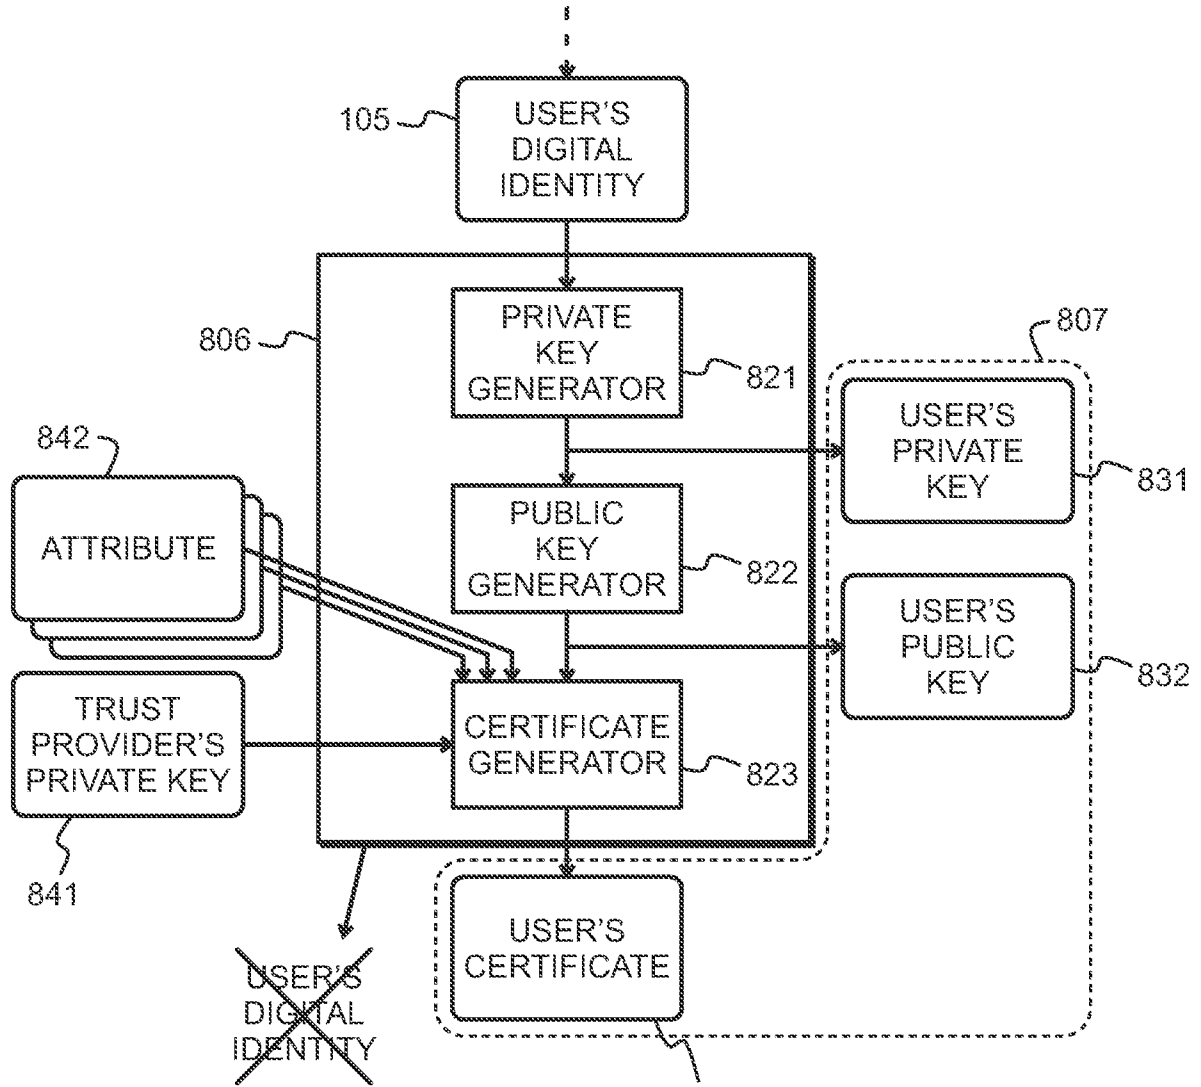 105
USER'S
DIGITAL
IDENTITY
806
PRIVATE
KEY
GENERATOR
821
807
USER'S
PRIVATE
KEY
831
842
ATTRIBUTE
PUBLIC
KEY
GENERATOR
822
USER'S
PUBLIC
KEY
832
TRUST
PROVIDER'S
PRIVATE KEY
841
CERTIFICATE
GENERATOR
823
USER'S
CERTIFICATE
USER'S
DIGITAL
IDENTITY